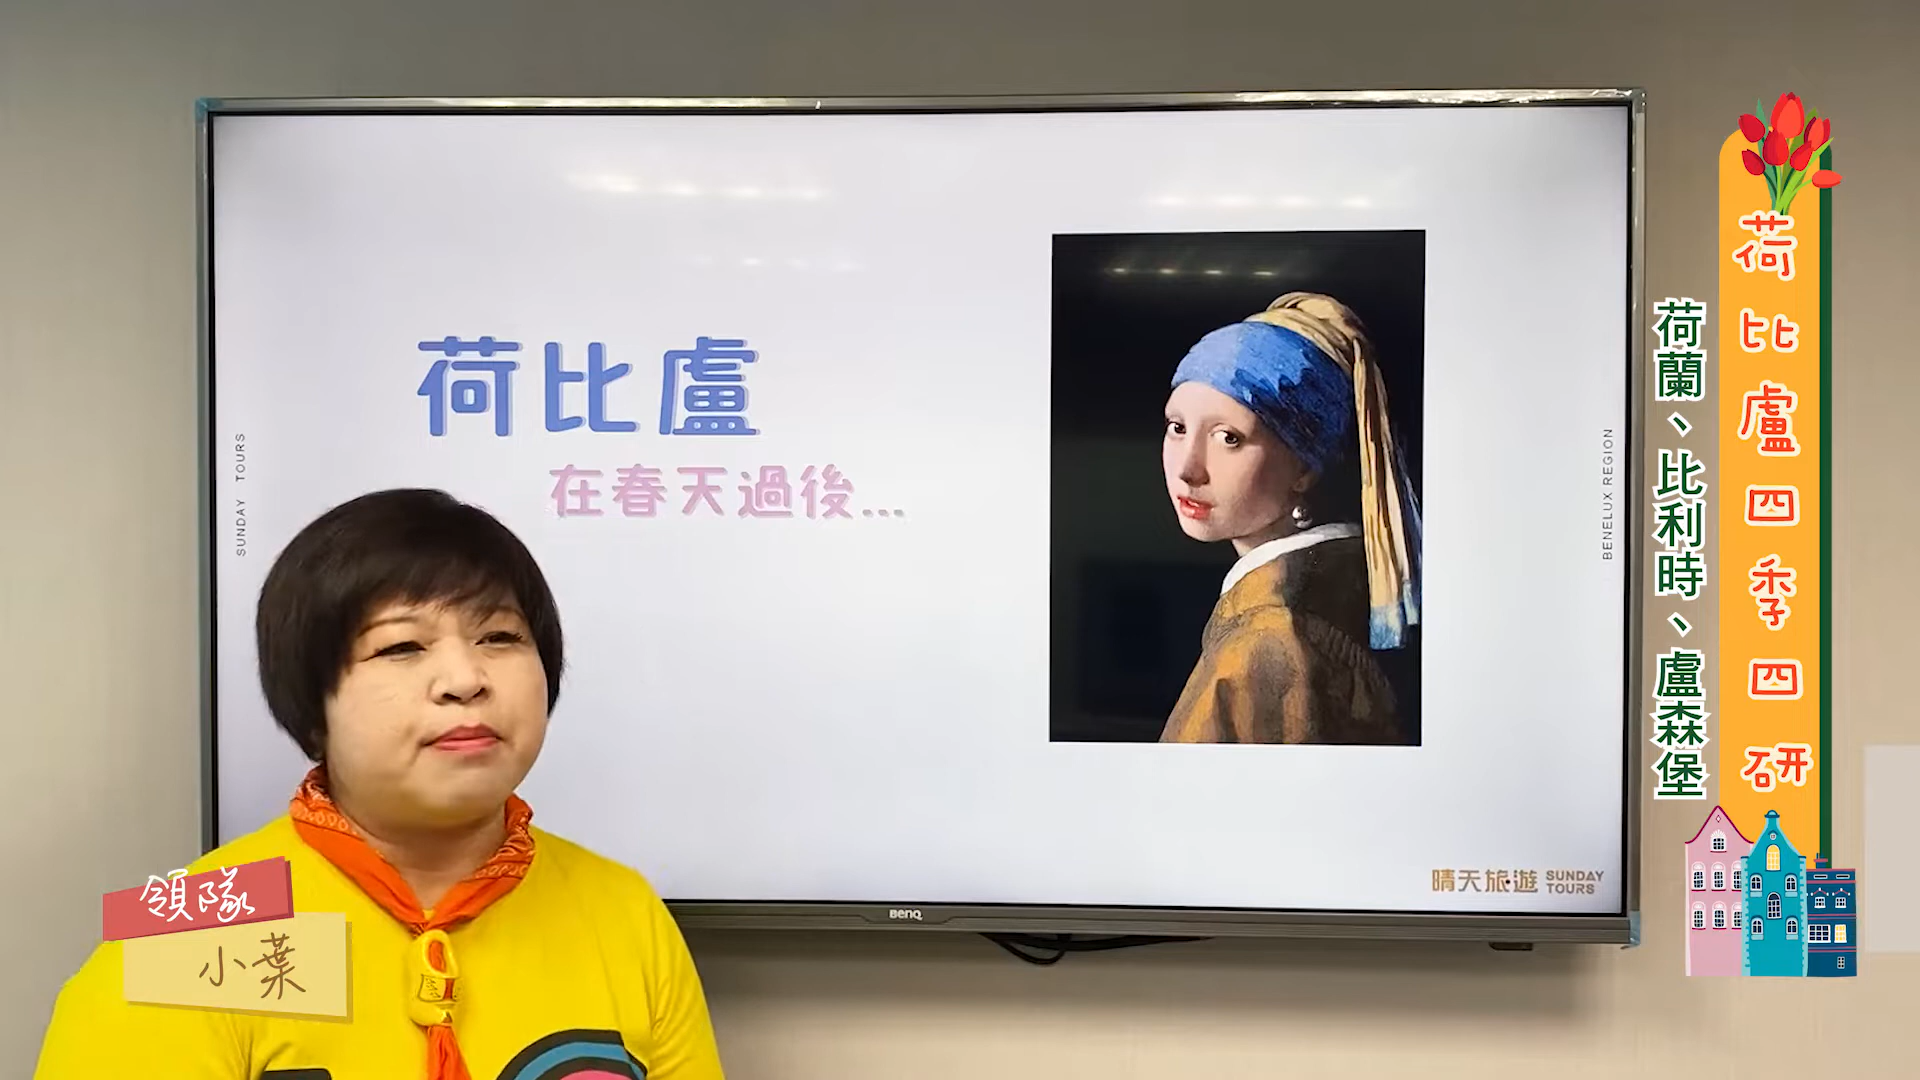 荷比盧
在春天過後...
SUNDAY TOURS
BENELUX REGION
晴天旅遊 SUNDAY TOURS
BenQ
領隊
小葉
荷比盧四季四研
荷蘭、比利時、盧森堡